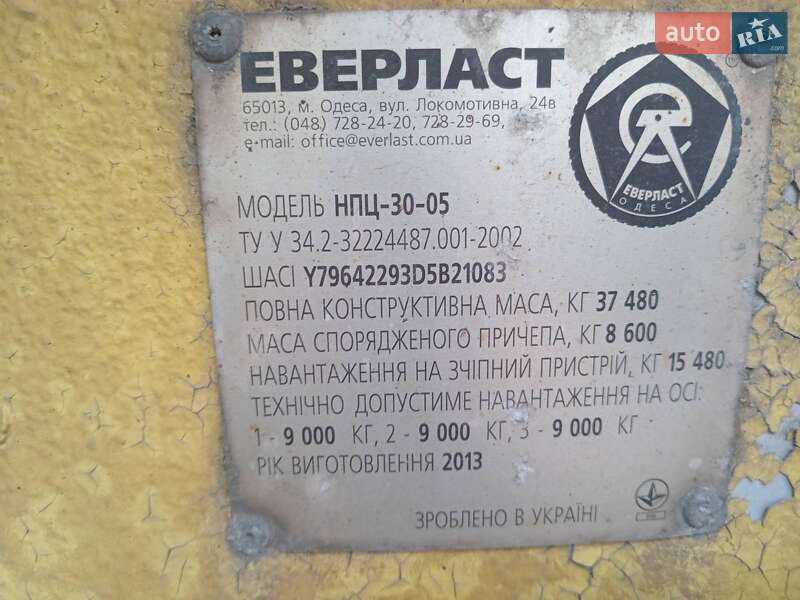 auto RIA.com
ЕВЕРЛАСТ
65013, м. Одеса, вул. Локомотивна, 24в
тел.: (048) 728-24-20, 728-29-69,
e-mail: office@everlast.com.ua
ЕВЕРЛАСТ
ОДЕСА
МОДЕЛЬ НПЦ-30-05
ТУ У 34.2-32224487.001-2002
ШАСІ Y79642293D5B21083
ПОВНА КОНСТРУКТИВНА МАСА, КГ 37 480
МАСА СПОРЯДЖЕНОГО ПРИЧЕПА, КГ 8 600
НАВАНТАЖЕННЯ НА ЗЧІПНИЙ ПРИСТРІЙ, КГ 15 480
ТЕХНІЧНО ДОПУСТИМЕ НАВАНТАЖЕННЯ НА ОСІ:
1 - 9 000 КГ, 2 - 9 000 КГ, 3 - 9 000 КГ
РІК ВИГОТОВЛЕННЯ 2013
ЗРОБЛЕНО В УКРАЇНІ